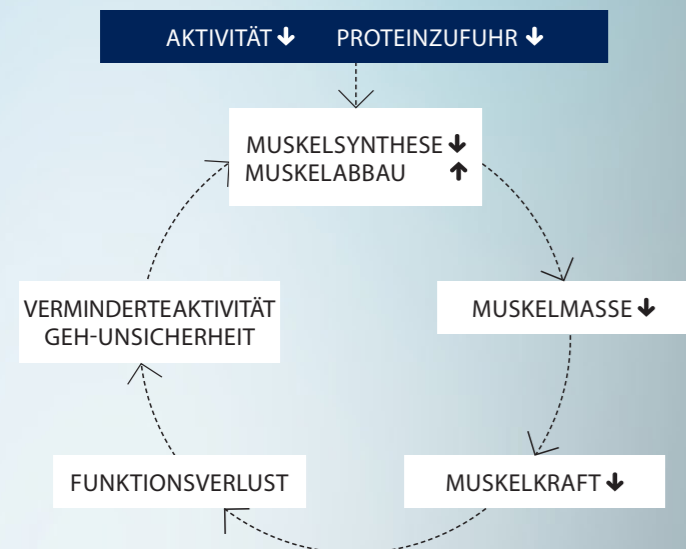 AKTIVITÄT ↓ PROTEINZUFUHR ↓
MUSKELSYNTHESE ↓
MUSKELABBAU ↑
MUSKELMASSE ↓
MUSKELKRAFT ↓
FUNKTIONSVERLUST
VERMINDERTEAKTIVITÄT
GEH-UNSICHERHEIT